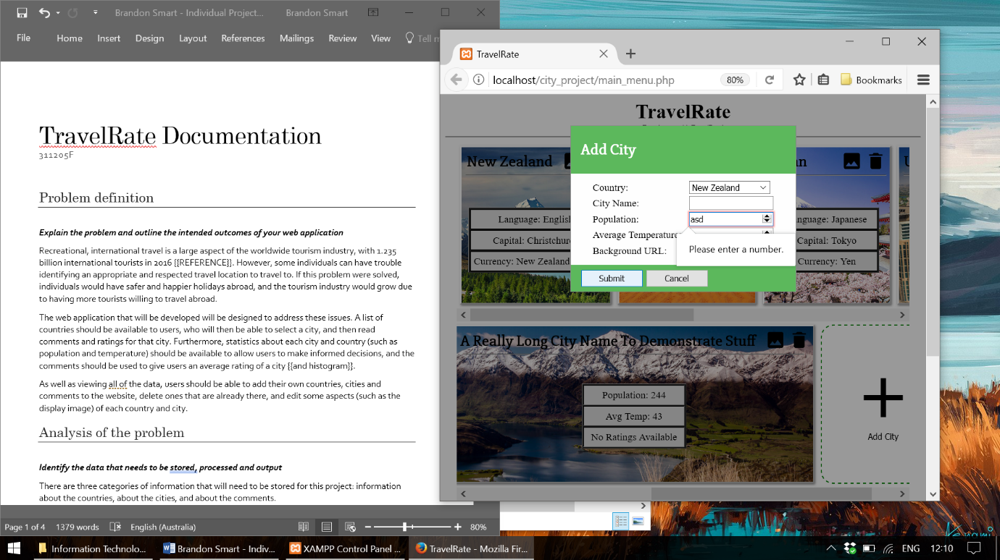 Brandon Smart - Individual Project...
Brandon Smart
File
Home
Insert
Design
Layout
References
Mailings
Review
View
Tell m
TravelRate Documentation
311205F
Problem definition
Explain the problem and outline the intended outcomes of your web application
Recreational, international travel is a large aspect of the worldwide tourism industry, with 1.235
billion international tourists in 2016 {{REFERENCE}}. However, some individuals can have trouble
identifying an appropriate and respected travel location to travel to. If this problem were solved,
individuals would have safer and happier holidays abroad, and the tourism industry would grow due
to having more tourists willing to travel abroad.
The web application that will be developed will be designed to address these issues. A list of
countries should be available to users, who will then be able to select a city, and then read
comments and ratings for that city. Furthermore, statistics about each city and country (such as
population and temperature) should be available to allow users to make informed decisions, and the
comments should be used to give users an average rating of a city {{and histogram}}.
As well as viewing all of the data, users should be able to add their own countries, cities and
comments to the website, delete ones that are already there, and edit some aspects (such as the
display image) of each country and city.
Analysis of the problem
Identify the data that needs to be stored, processed and output
There are three categories of information that will need to be stored for this project: information
about the countries, about the cities, and about the comments.
Page 1 of 4
1379 words
English (Australia)
80%
TravelRate
localhost/city_project/main_menu.php
80%
Bookmarks
TravelRate
New Zealand
Language: English
Capital: Christchur
Currency: New Zealand
an
nguage: Japanese
Capital: Tokyo
Currency: Yen
Add City
Country:
New Zealand
City Name:
Population:
asd
Average Temperature
Background URL:
Please enter a number.
Submit
Cancel
A Really Long City Name To Demonstrate Stuff
Population: 244
Avg Temp: 43
No Ratings Available
Add City
Information Technolo...
Brandon Smart - Indiv...
XAMPP Control Panel ...
TravelRate - Mozilla Fir...
ENG
12:10